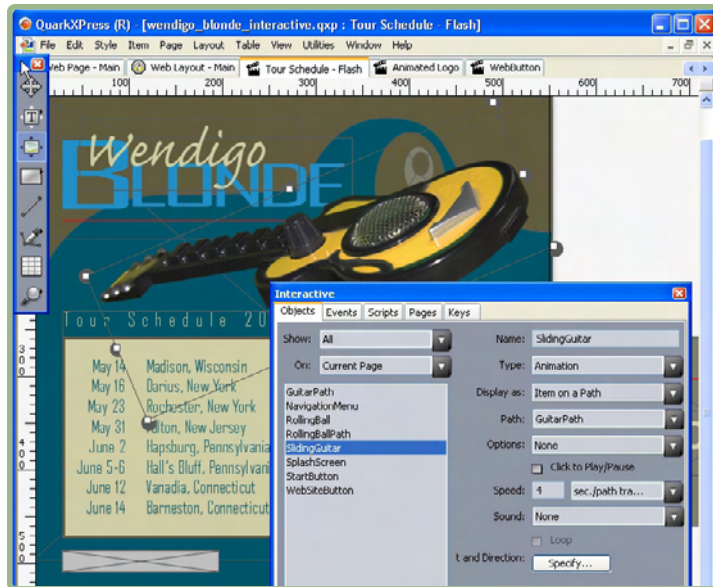 QuarkXPress (R) - [wendigo_blonde_interactive.qxp : Tour Schedule - Flash]
File Edit Style Item Page Layout Table View Utilities Window Help
Web Page - Main Web Layout - Main Tour Schedule - Flash Animated Logo WebButton
100 200 300 400 500 600 700
Wendigo
BLONDE
Tour Schedule 20
May 14 Madison, Wisconsin
May 16 Darius, New York
May 23 Rochester, New York
May 31 New Jersey
June 2 Hapsburg, Pennsylvania
June 5-6 Hall's Bluff, Pennsylvani
June 12 Vanadia, Connecticut
June 14 Barneston, Connecticut
300
400
500
Interactive
Objects Events Scripts Pages Keys
Show: All
On: Current Page
GuitarPath
NavigationMenu
RollingBall
RollingBallPath
SlidingGuitar
SplashScreen
StartButton
WebSiteButton
Name: SlidingGuitar
Type: Animation
Display as: Item on a Path
Path: GuitarPath
Options: None
Click to Play/Pause
Speed: 4 sec./path tra...
Sound: None
Loop
t and Direction: Specify...